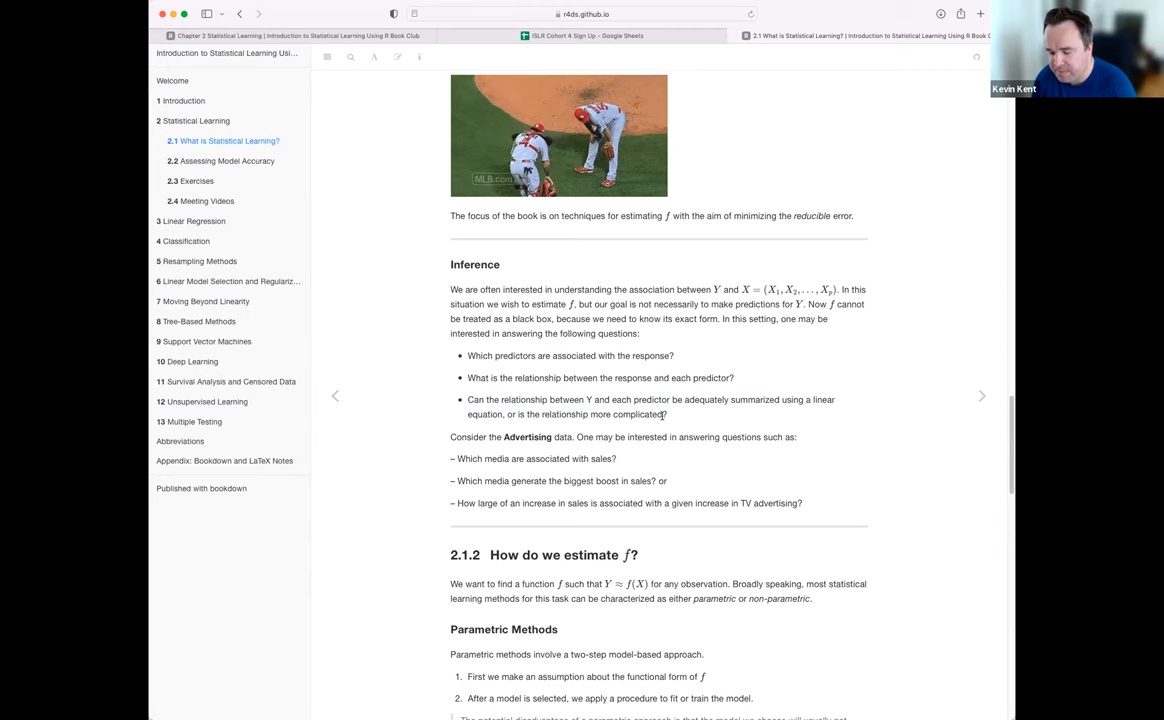 r4ds.github.io
Chapter 2 Statistical Learning | Introduction to Statistical Learning Using R Book Club
ISLR Cohort 4 Sign Up - Google Sheets
2.1 What is Statistical Learning? | Introduction to Statistical Learning Using R Book C
Kevin Kent
Introduction to Statistical Learning Usi...
Welcome
1 Introduction
2 Statistical Learning
2.1 What is Statistical Learning?
2.2 Assessing Model Accuracy
2.3 Exercises
2.4 Meeting Videos
3 Linear Regression
4 Classification
5 Resampling Methods
6 Linear Model Selection and Regulariz...
7 Moving Beyond Linearity
8 Tree-Based Methods
9 Support Vector Machines
10 Deep Learning
11 Survival Analysis and Censored Data
12 Unsupervised Learning
13 Multiple Testing
Abbreviations
Appendix: Bookdown and LaTeX Notes
Published with bookdown
MLB.com
The focus of the book is on techniques for estimating f with the aim of minimizing the reducible error.
Inference
We are often interested in understanding the association between Y and X = (X₁, X₂, . . . , Xₚ). In this
situation we wish to estimate f, but our goal is not necessarily to make predictions for Y. Now f cannot
be treated as a black box, because we need to know its exact form. In this setting, one may be
interested in answering the following questions:
• Which predictors are associated with the response?
• What is the relationship between the response and each predictor?
• Can the relationship between Y and each predictor be adequately summarized using a linear
equation, or is the relationship more complicated?
Consider the Advertising data. One may be interested in answering questions such as:
– Which media are associated with sales?
– Which media generate the biggest boost in sales? or
– How large of an increase in sales is associated with a given increase in TV advertising?
2.1.2 How do we estimate f?
We want to find a function f such that Y ≈ f(X) for any observation. Broadly speaking, most statistical
learning methods for this task can be characterized as either parametric or non-parametric.
Parametric Methods
Parametric methods involve a two-step model-based approach.
1. First we make an assumption about the functional form of f
2. After a model is selected, we apply a procedure to fit or train the model.
The potential disadvantage of a parametric approach is that the model we choose will usually not